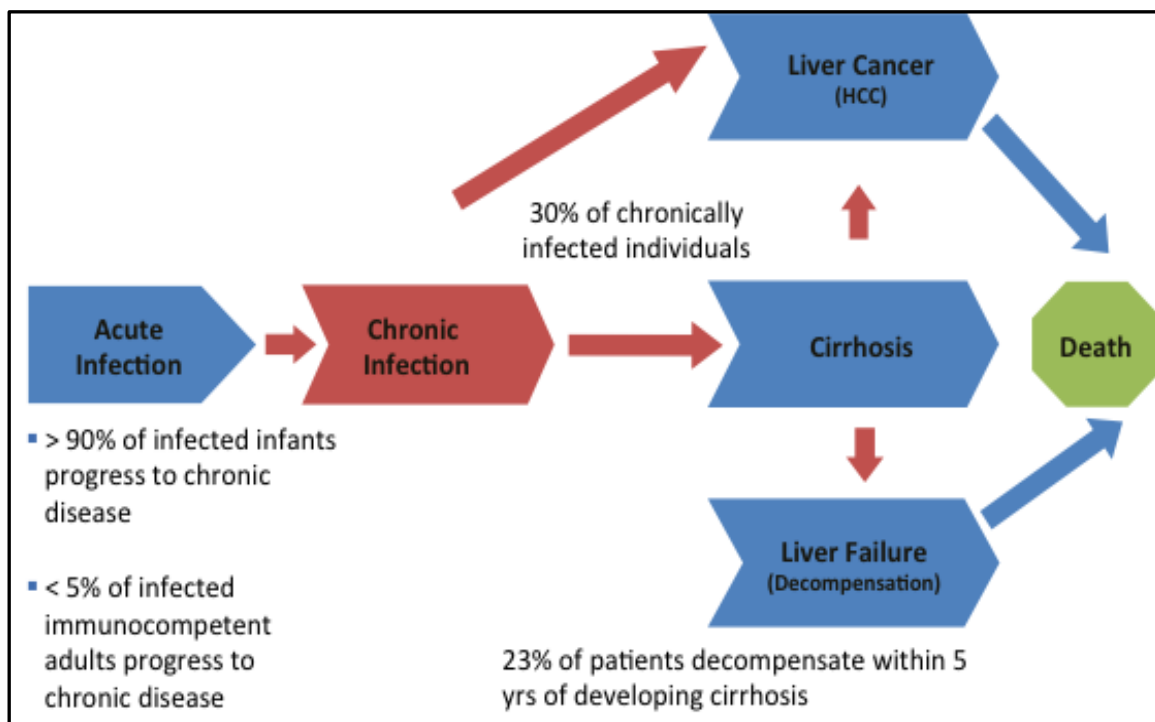 Liver Cancer
(HCC)
30% of chronically
infected individuals
Acute
Infection
Chronic
Infection
Cirrhosis
Death
▪ > 90% of infected infants
progress to chronic
disease
▪ < 5% of infected
immunocompetent
adults progress to
chronic disease
Liver Failure
(Decompensation)
23% of patients decompensate within 5
yrs of developing cirrhosis